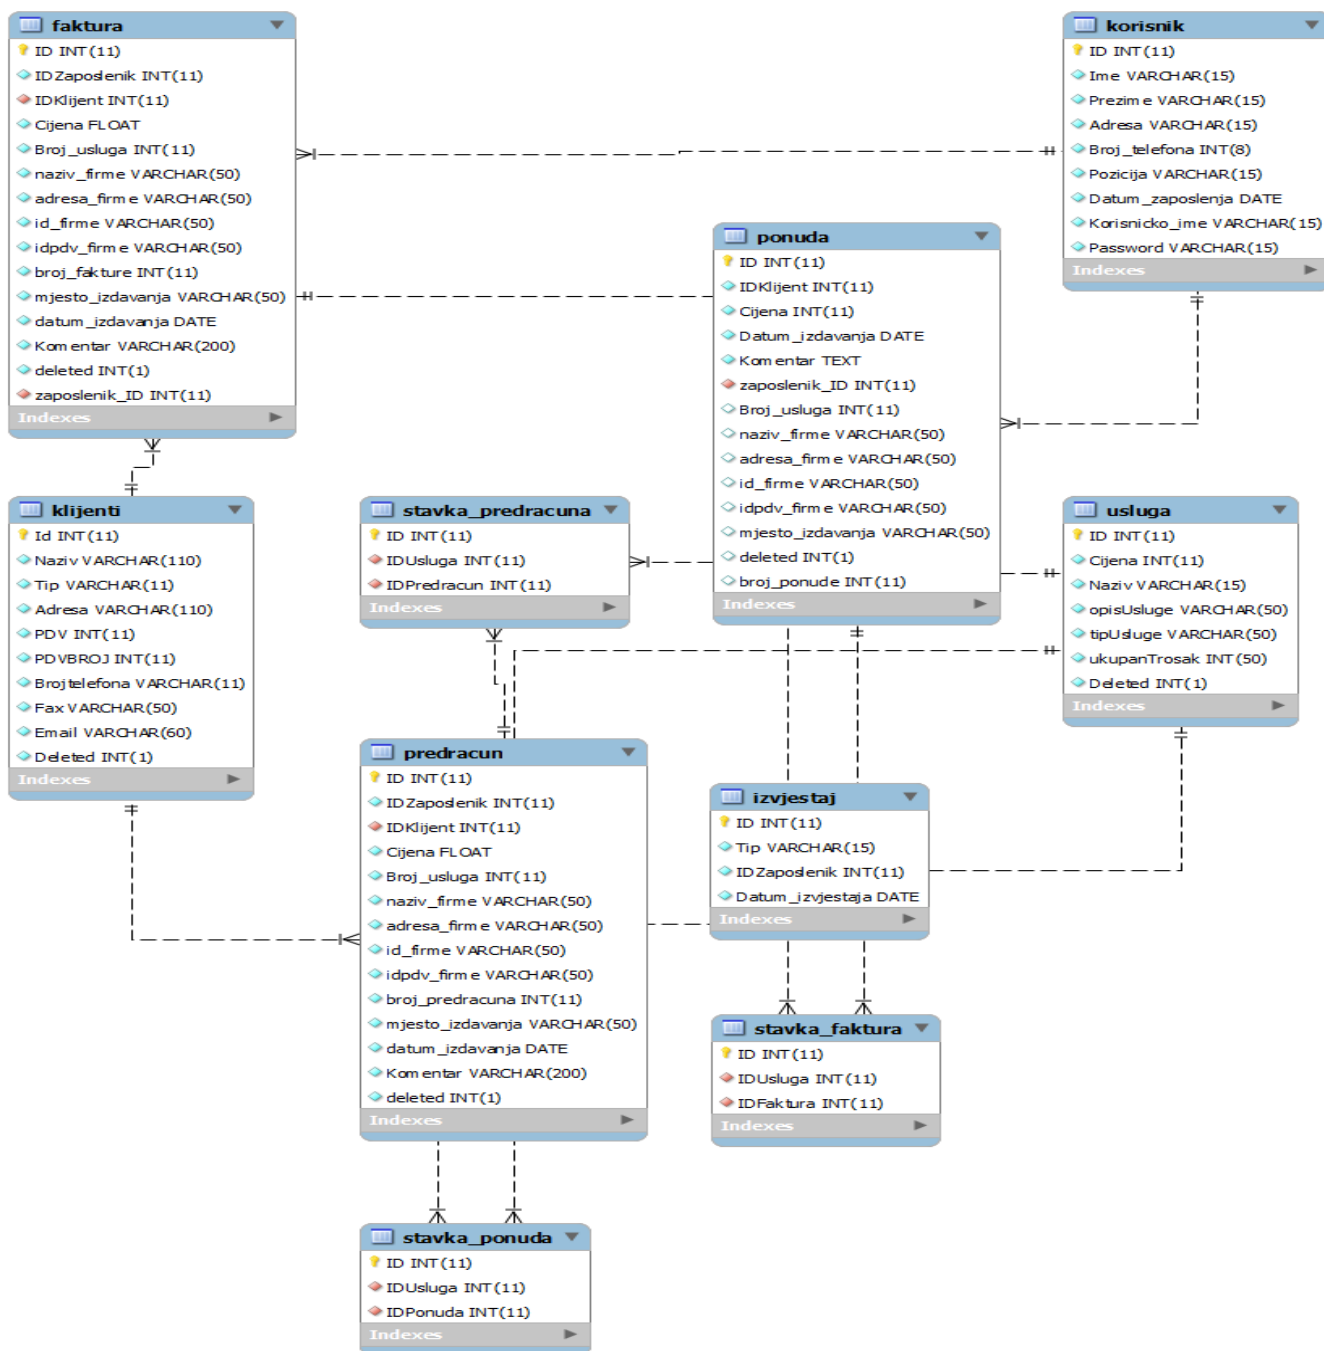 faktura
ID INT(11)
IDZaposlenik INT(11)
IDKlijent INT(11)
Cijena FLOAT
Broj_usluga INT(11)
naziv_firme VARCHAR(50)
adresa_firme VARCHAR(50)
id_firme VARCHAR(50)
idpdv_firme VARCHAR(50)
broj_fakture INT(11)
mjesto_izdavanja VARCHAR(50)
datum_izdavanja DATE
Komentar VARCHAR(200)
deleted INT(1)
zaposlenik_ID INT(11)
Indexes
korisnik
ID INT(11)
Ime VARCHAR(15)
Prezime VARCHAR(15)
Adresa VARCHAR(15)
Broj_telefona INT(8)
Pozicija VARCHAR(15)
Datum_zaposlenja DATE
Korisnicko_ime VARCHAR(15)
Password VARCHAR(15)
Indexes
ponuda
ID INT(11)
IDKlijent INT(11)
Cijena INT(11)
Datum_izdavanja DATE
Komentar TEXT
zaposlenik_ID INT(11)
Broj_usluga INT(11)
naziv_firme VARCHAR(50)
adresa_firme VARCHAR(50)
id_firme VARCHAR(50)
idpdv_firme VARCHAR(50)
mjesto_izdavanja VARCHAR(50)
deleted INT(1)
broj_ponude INT(11)
Indexes
klijenti
Id INT(11)
Naziv VARCHAR(110)
Tip VARCHAR(11)
Adresa VARCHAR(110)
PDV INT(11)
PDVBROJ INT(11)
Brojtelefona VARCHAR(11)
Fax VARCHAR(50)
Email VARCHAR(60)
Deleted INT(1)
Indexes
stavka_predracuna
ID INT(11)
IDUsluga INT(11)
IDPredracun INT(11)
Indexes
usluga
ID INT(11)
Cijena INT(11)
Naziv VARCHAR(15)
opisUsluge VARCHAR(50)
tipUsluge VARCHAR(50)
ukupanTrosak INT(50)
Deleted INT(1)
Indexes
predracun
ID INT(11)
IDZaposlenik INT(11)
IDKlijent INT(11)
Cijena FLOAT
Broj_usluga INT(11)
naziv_firme VARCHAR(50)
adresa_firme VARCHAR(50)
id_firme VARCHAR(50)
idpdv_firme VARCHAR(50)
broj_predracuna INT(11)
mjesto_izdavanja VARCHAR(50)
datum_izdavanja DATE
Komentar VARCHAR(200)
deleted INT(1)
Indexes
izvjestaj
ID INT(11)
Tip VARCHAR(15)
IDZaposlenik INT(11)
Datum_izvjestaja DATE
Indexes
stavka_faktura
ID INT(11)
IDUsluga INT(11)
IDFaktura INT(11)
Indexes
stavka_ponuda
ID INT(11)
IDUsluga INT(11)
IDPonuda INT(11)
Indexes